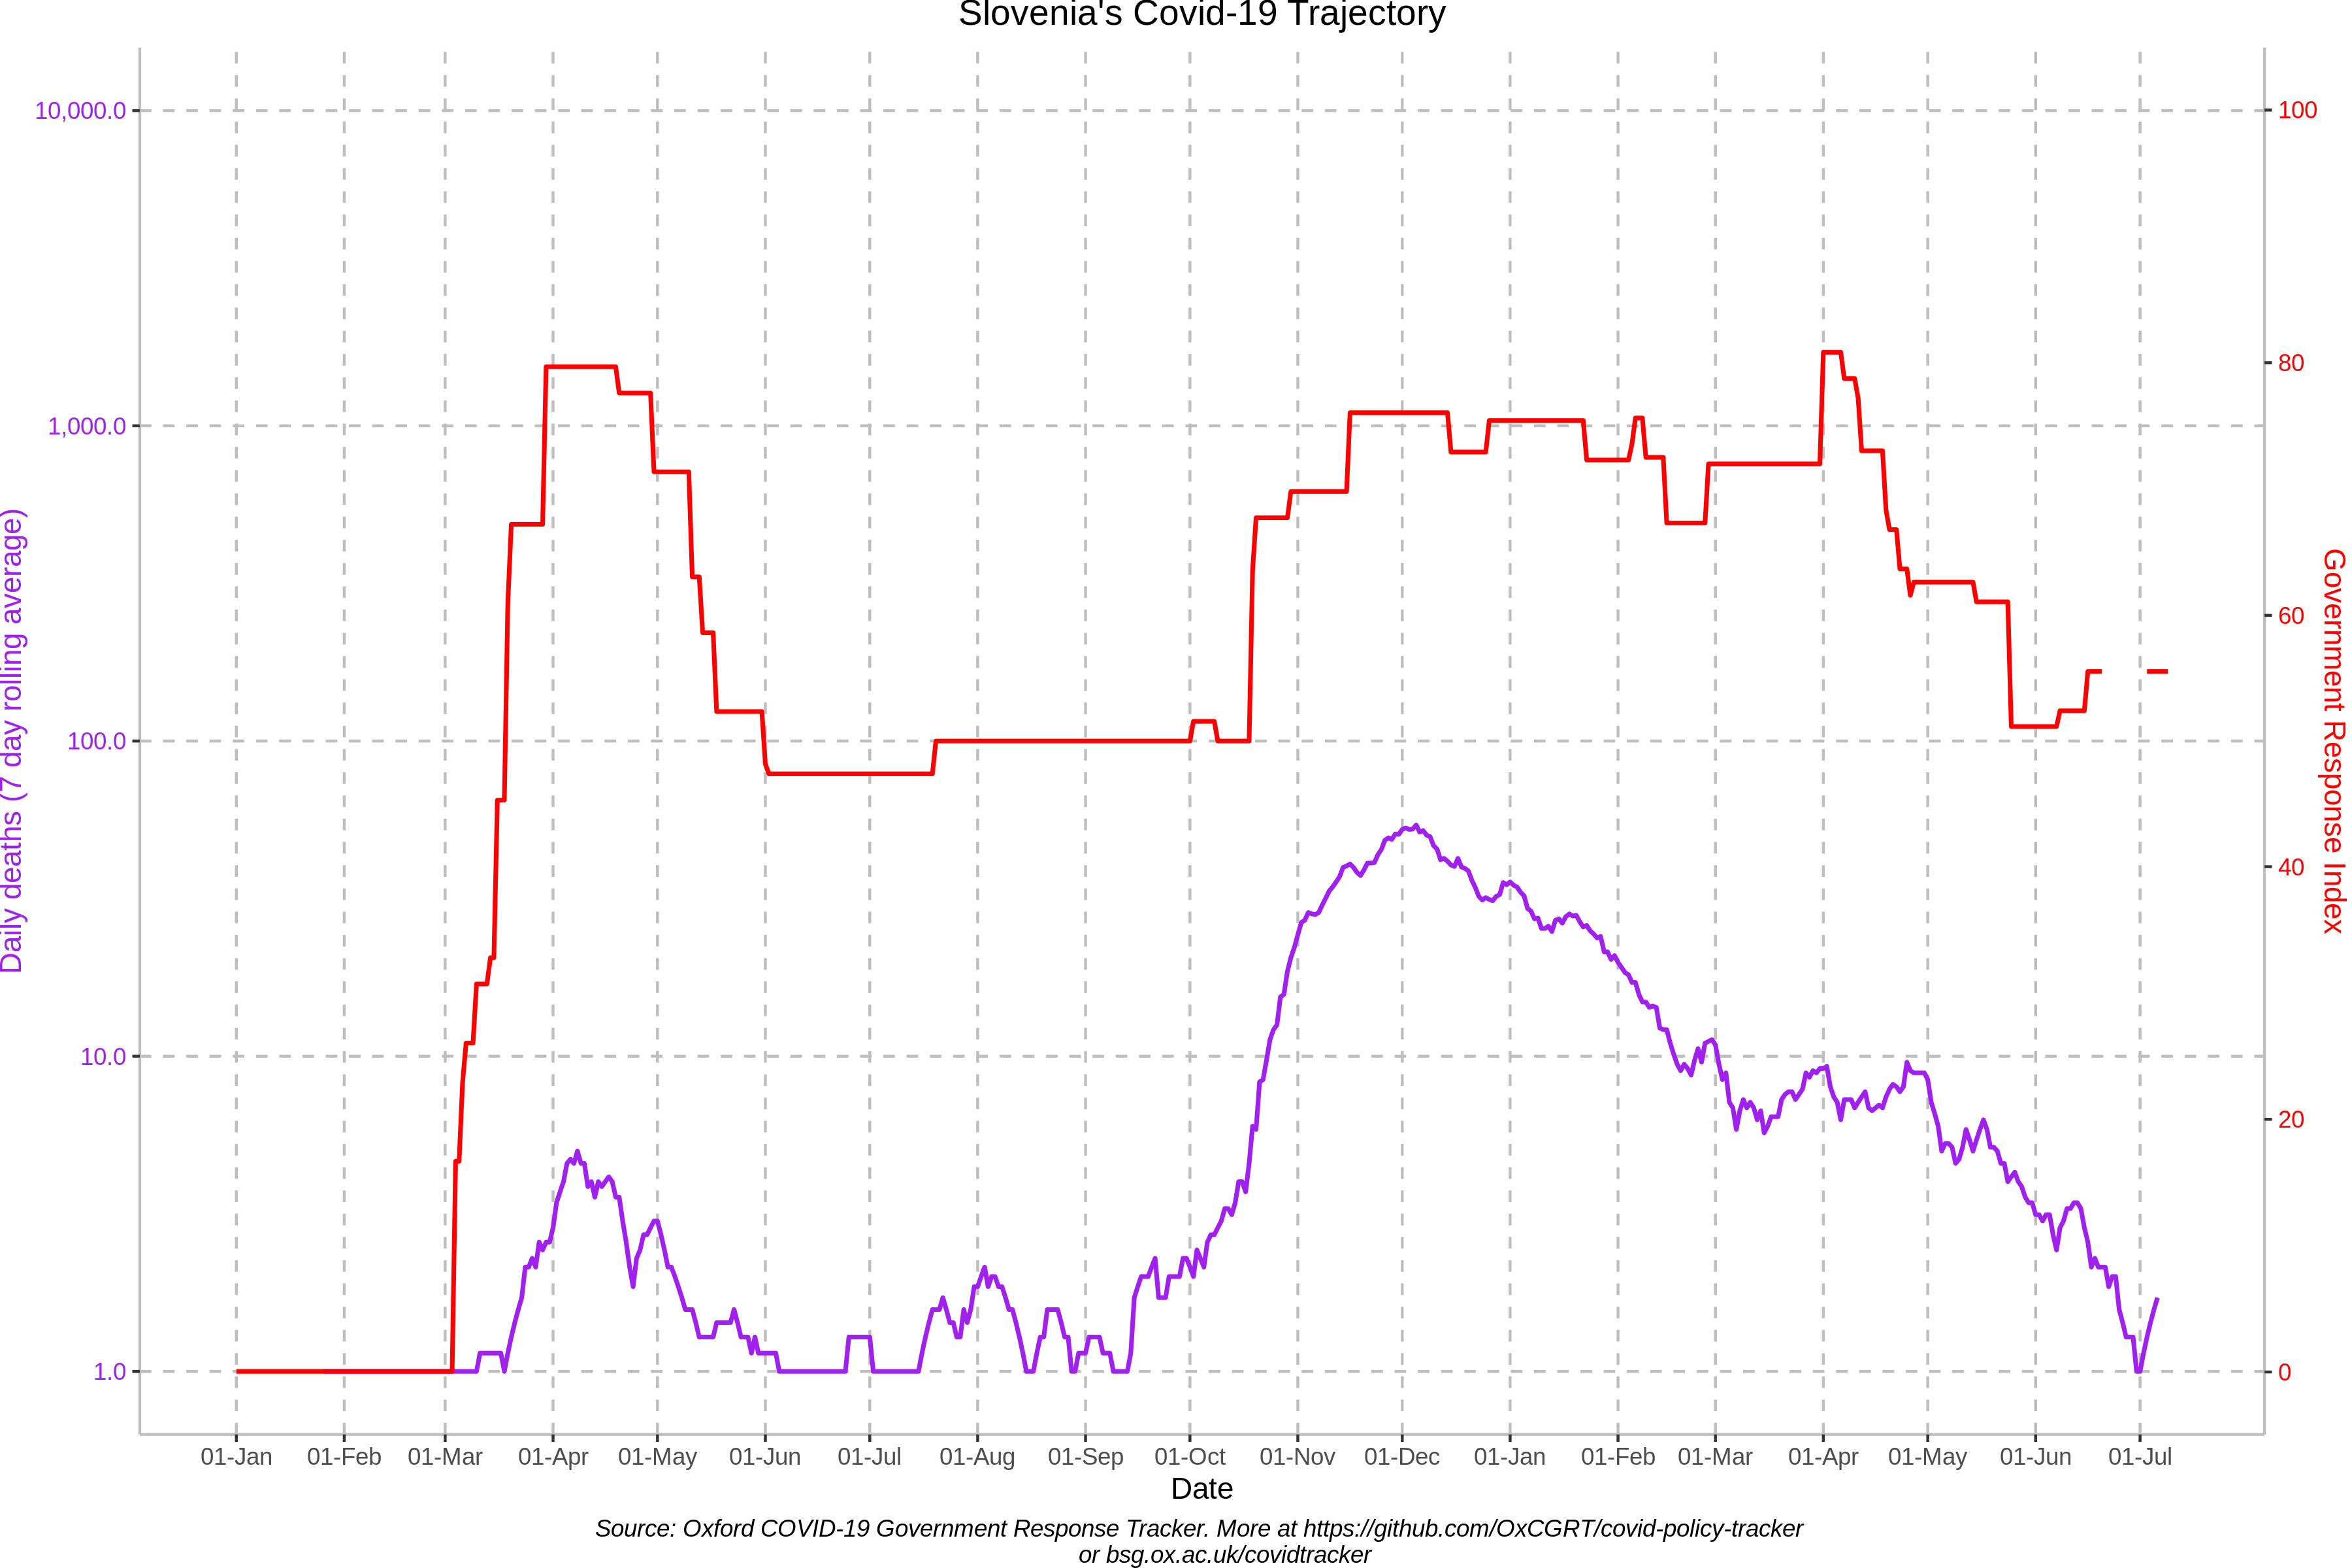 Slovenia's Covid-19 Trajectory
10,000.0
1,000.0
100.0
10.0
1.0
Daily deaths (7 day rolling average)
100
80
60
40
20
0
Government Response Index
01-Jan 01-Feb 01-Mar 01-Apr 01-May 01-Jun 01-Jul 01-Aug 01-Sep 01-Oct 01-Nov 01-Dec 01-Jan 01-Feb 01-Mar 01-Apr 01-May 01-Jun 01-Jul
Date
Source: Oxford COVID-19 Government Response Tracker. More at https://github.com/OxCGRT/covid-policy-tracker
or bsg.ox.ac.uk/covidtracker